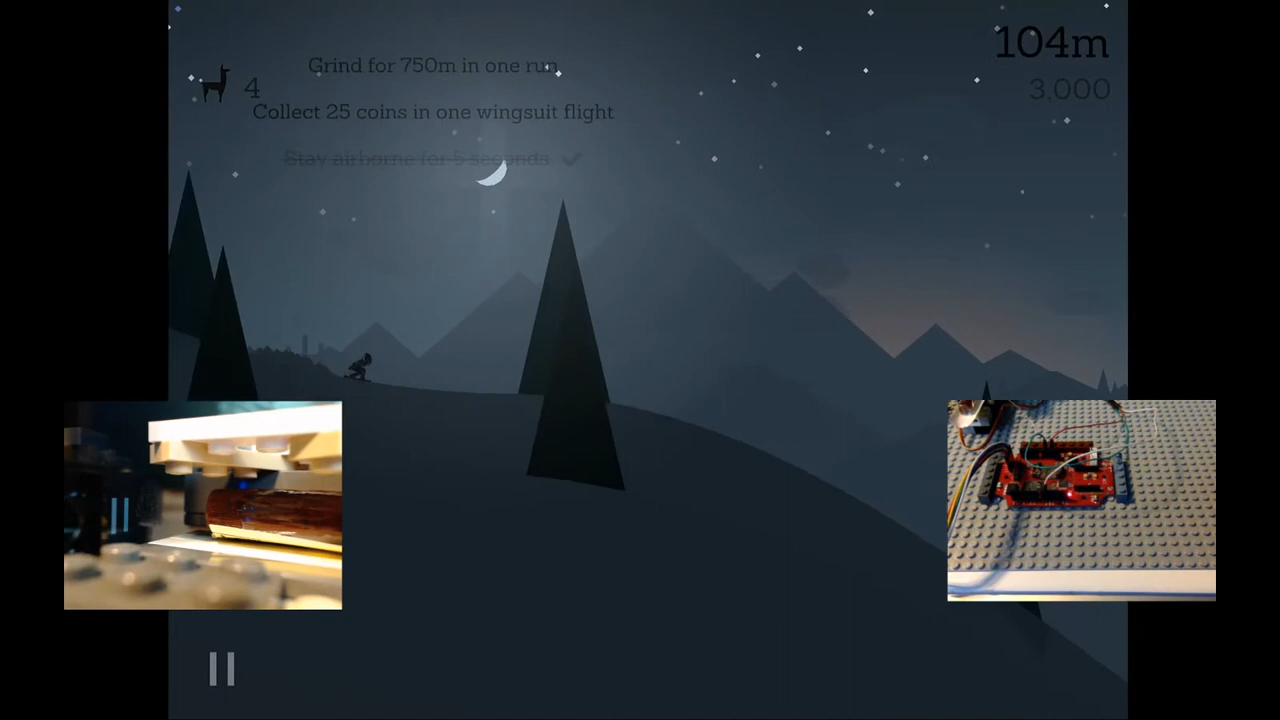 Grind for 750m in one run
4
Collect 25 coins in one wingsuit flight
Stay airborne for 5 seconds
104m
3,000